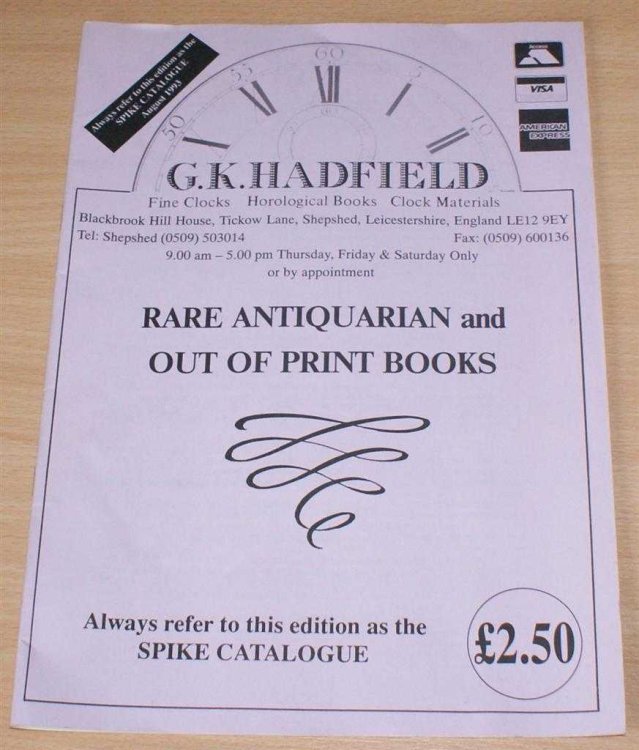 Always refer to this edition as the
SPIKE CATALOGUE
August 1993
Access
VISA
AMERICAN
EXPRESS
50
55
60
5
10
XI
XII
I
G.K.HADFIELD
Fine Clocks Horological Books Clock Materials
Blackbrook Hill House, Tickow Lane, Shepshed, Leicestershire, England LE12 9EY
Tel: Shepshed (0509) 503014 Fax: (0509) 600136
9.00 am – 5.00 pm Thursday, Friday & Saturday Only
or by appointment
RARE ANTIQUARIAN and
OUT OF PRINT BOOKS
Always refer to this edition as the
SPIKE CATALOGUE
£2.50